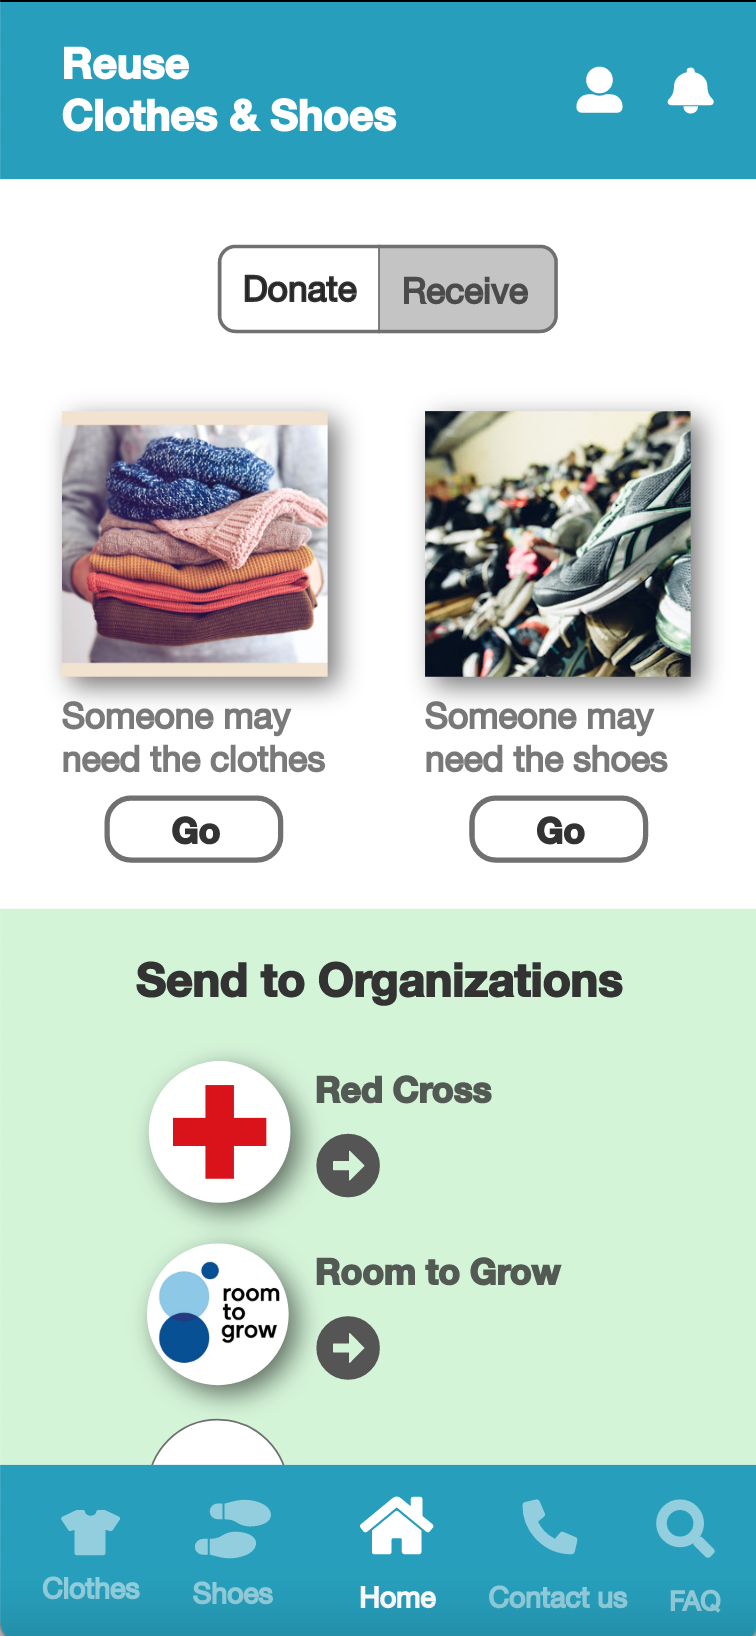 Reuse
Clothes & Shoes
Donate
Receive
Someone may
need the clothes
Go
Someone may
need the shoes
Go
Send to Organizations
Red Cross
room
to
grow
Room to Grow
Clothes
Shoes
Home
Contact us
FAQ